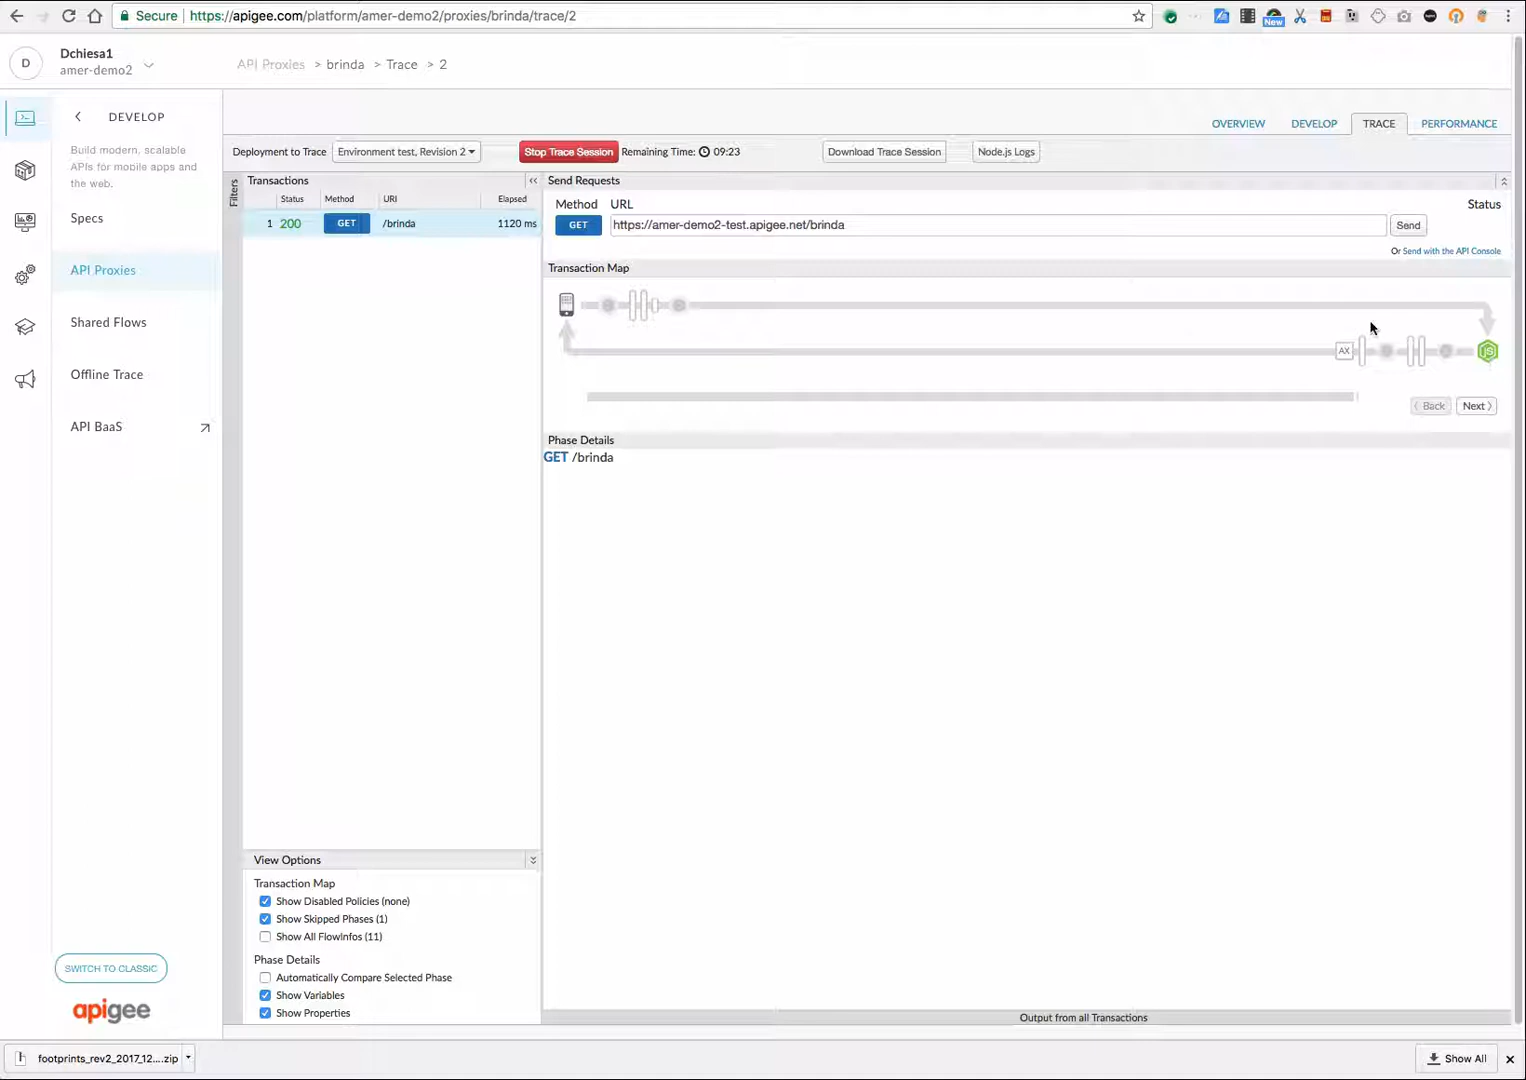 Secure
https://apigee.com/platform/amer-demo2/proxies/brinda/trace/2
New
D
Dchiesa1
amer-demo2
API Proxies > brinda > Trace > 2
DEVELOP
Build modern, scalable
APIs for mobile apps and
the web.
Specs
API Proxies
Shared Flows
Offline Trace
API BaaS
SWITCH TO CLASSIC
apigee
OVERVIEW
DEVELOP
TRACE
PERFORMANCE
Deployment to Trace
Environment test, Revision 2
Stop Trace Session
Remaining Time: 09:23
Download Trace Session
Node.js Logs
Filters
Transactions
Status Method URI Elapsed
1 200 GET /brinda 1120 ms
Send Requests
Method URL Status
GET https://amer-demo2-test.apigee.net/brinda Send
Or Send with the API Console
Transaction Map
AX
JS
Back
Next
Phase Details
GET /brinda
View Options
Transaction Map
Show Disabled Policies (none)
Show Skipped Phases (1)
Show All FlowInfos (11)
Phase Details
Automatically Compare Selected Phase
Show Variables
Show Properties
Output from all Transactions
footprints_rev2_2017_12....zip
Show All